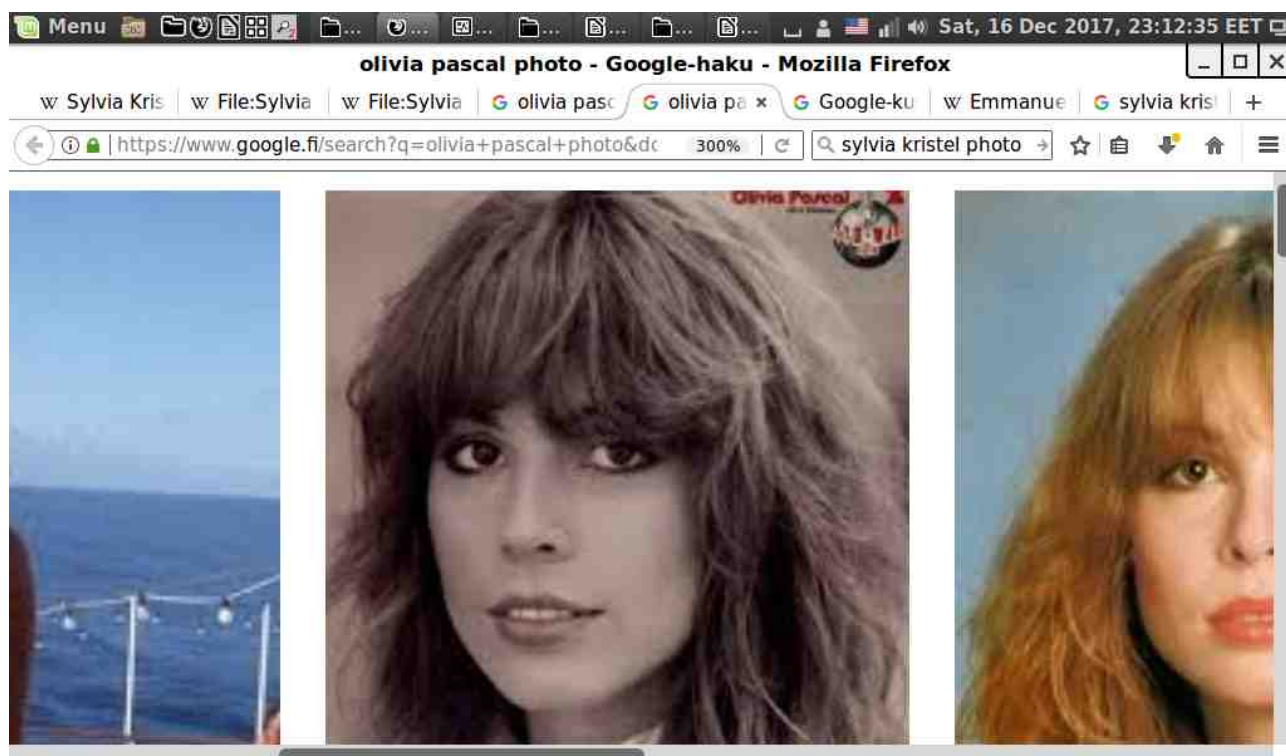 Menu ... ... ... ... ... ... ... Sat, 16 Dec 2017, 23:12:35 EET
olivia pascal photo - Google-haku - Mozilla Firefox
W Sylvia Kris W File:Sylvia W File:Sylvia G olivia pasc G olivia pa × G Google-ku W Emmanue G sylvia krist +
https://www.google.fi/search?q=olivia+pascal+photo&dc 300% sylvia kristel photo
Olivia Pascal